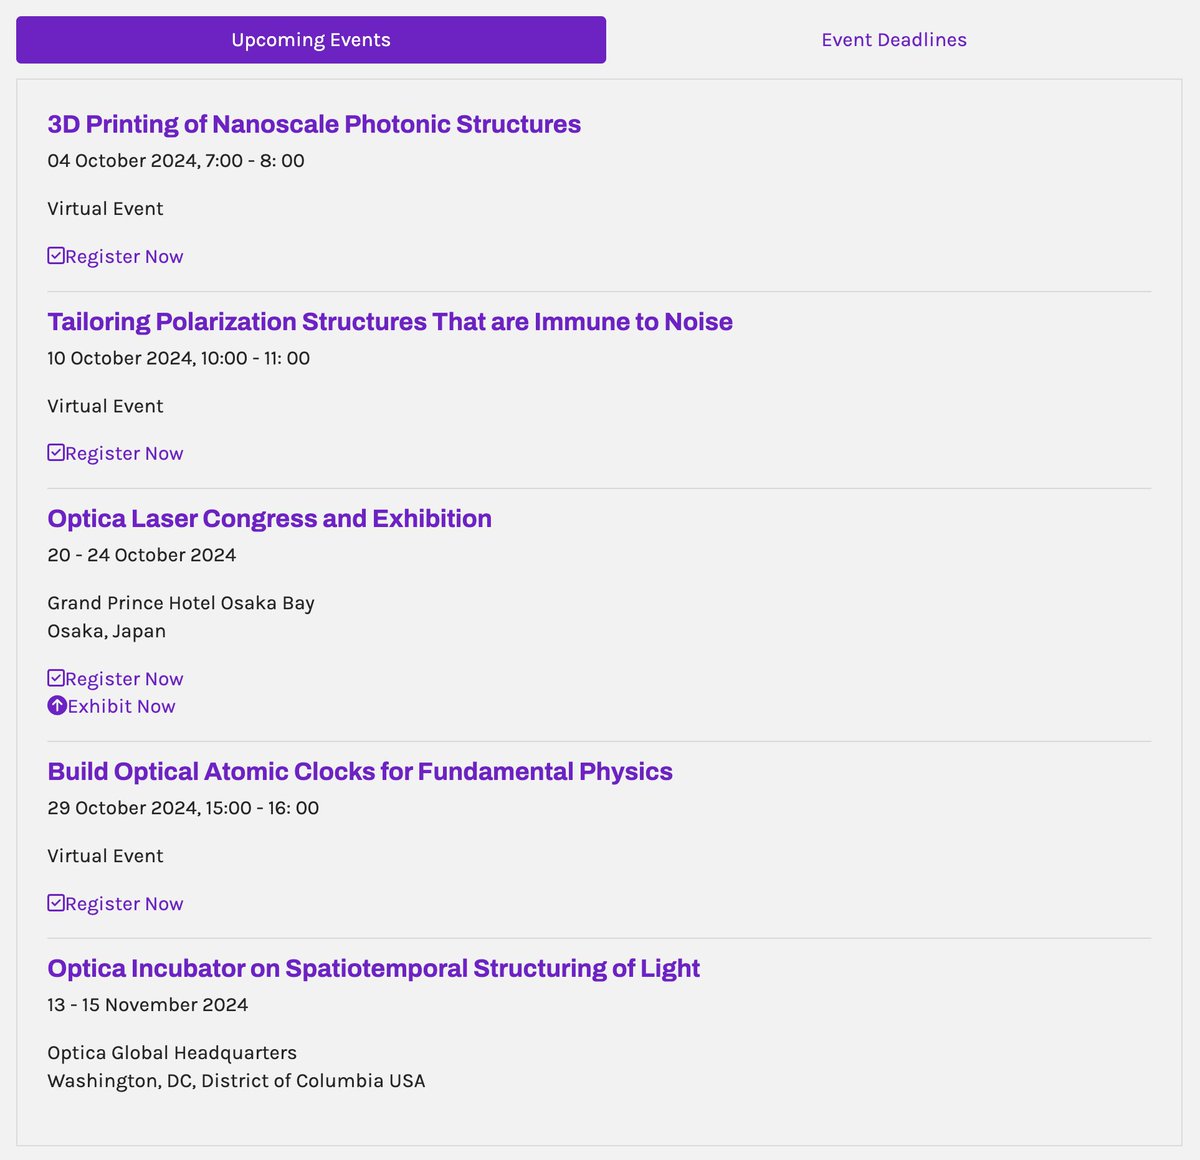 Upcoming Events
Event Deadlines
3D Printing of Nanoscale Photonic Structures
04 October 2024, 7:00 - 8: 00
Virtual Event
Register Now
Tailoring Polarization Structures That are Immune to Noise
10 October 2024, 10:00 - 11: 00
Virtual Event
Register Now
Optica Laser Congress and Exhibition
20 - 24 October 2024
Grand Prince Hotel Osaka Bay
Osaka, Japan
Register Now
Exhibit Now
Build Optical Atomic Clocks for Fundamental Physics
29 October 2024, 15:00 - 16: 00
Virtual Event
Register Now
Optica Incubator on Spatiotemporal Structuring of Light
13 - 15 November 2024
Optica Global Headquarters
Washington, DC, District of Columbia USA